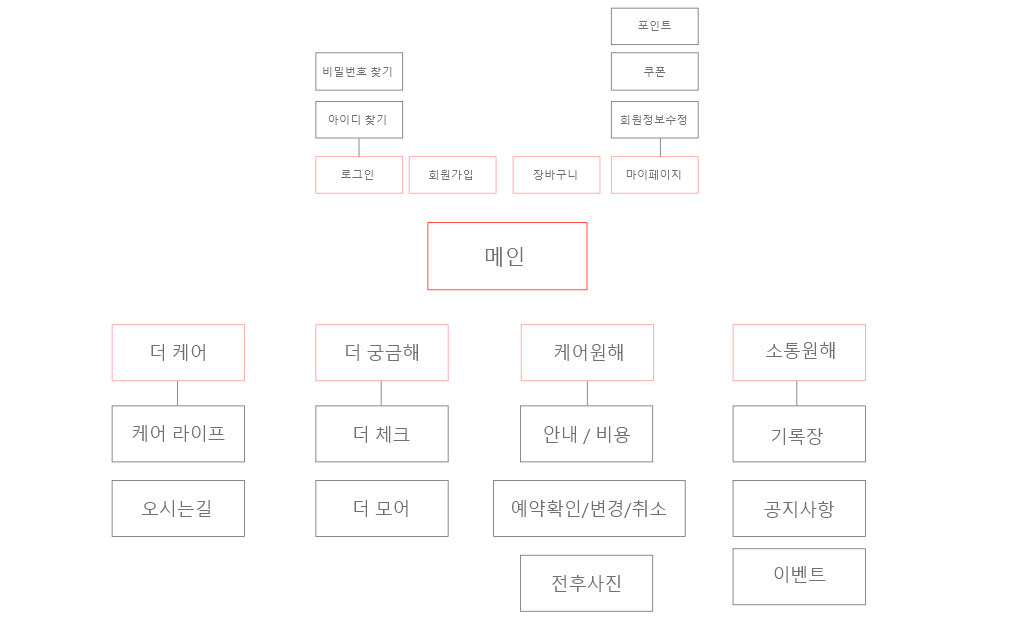 포인트
비밀번호 찾기
쿠폰
아이디 찾기
회원정보수정
로그인
회원가입
장바구니
마이페이지
메인
더 케어
더 궁금해
케어원해
소통원해
케어 라이프
더 체크
안내 / 비용
기록장
오시는길
더 모어
예약확인/변경/취소
공지사항
전후사진
이벤트